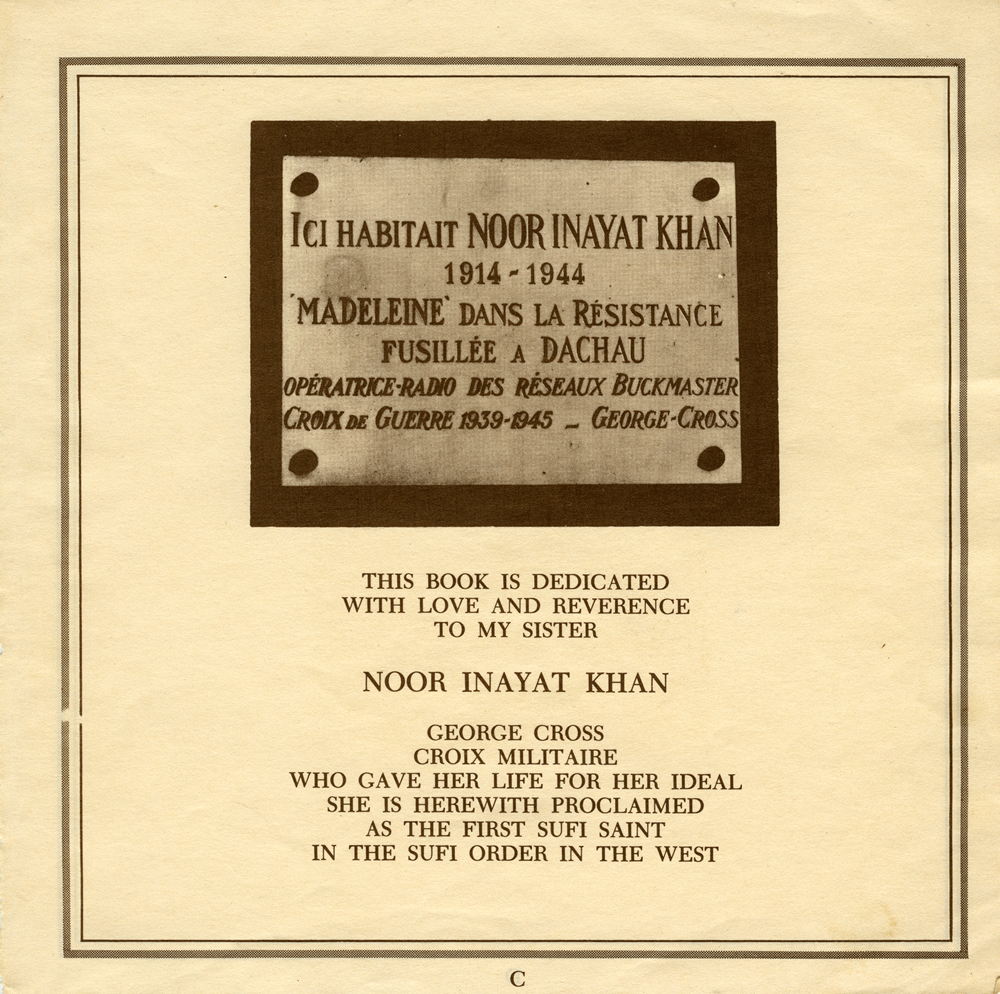 ICI HABITAIT NOOR INAYAT KHAN
1914 - 1944
'MADELEINE' DANS LA RÉSISTANCE
FUSILLÉE A DACHAU
OPÉRATRICE-RADIO DES RÉSEAUX BUCKMASTER
CROIX DE GUERRE 1939-1945 _ GEORGE-CROSS
THIS BOOK IS DEDICATED
WITH LOVE AND REVERENCE
TO MY SISTER
NOOR INAYAT KHAN
GEORGE CROSS
CROIX MILITAIRE
WHO GAVE HER LIFE FOR HER IDEAL
SHE IS HEREWITH PROCLAIMED
AS THE FIRST SUFI SAINT
IN THE SUFI ORDER IN THE WEST
C